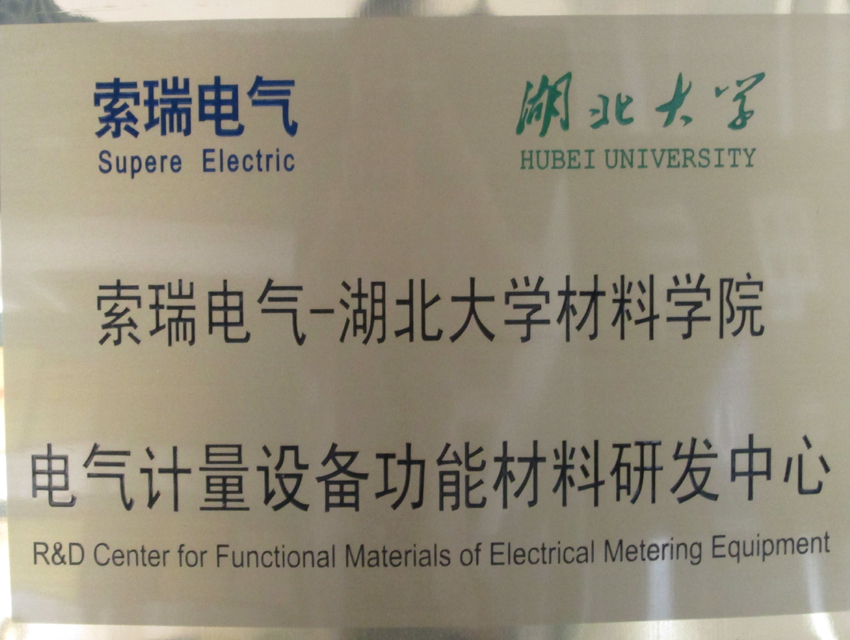 索瑞电气
Supere Electric
湖北大学
HUBEI UNIVERSITY
索瑞电气-湖北大学材料学院
电气计量设备功能材料研发中心
R&D Center for Functional Materials of Electrical Metering Equipment